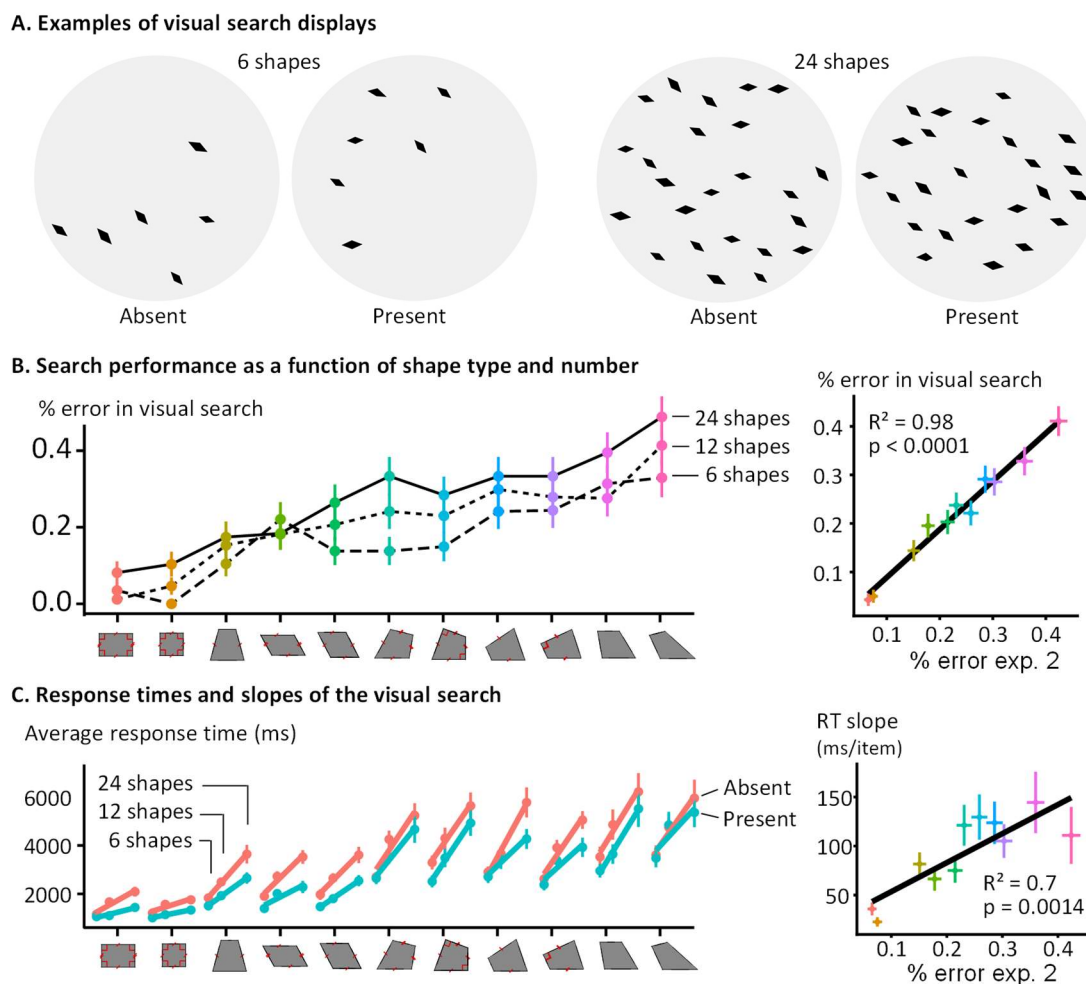 A. Examples of visual search displays
6 shapes
24 shapes
Absent
Present
Absent
Present
B. Search performance as a function of shape type and number
% error in visual search
24 shapes
12 shapes
6 shapes
0.4
0.2
0.0
% error in visual search
R² = 0.98
p < 0.0001
0.4
0.3
0.2
0.1
0.1 0.2 0.3 0.4
% error exp. 2
C. Response times and slopes of the visual search
Average response time (ms)
24 shapes
12 shapes
6 shapes
Absent
Present
6000
4000
2000
RT slope
(ms/item)
150
100
50
R² = 0.7
p = 0.0014
0.1 0.2 0.3 0.4
% error exp. 2